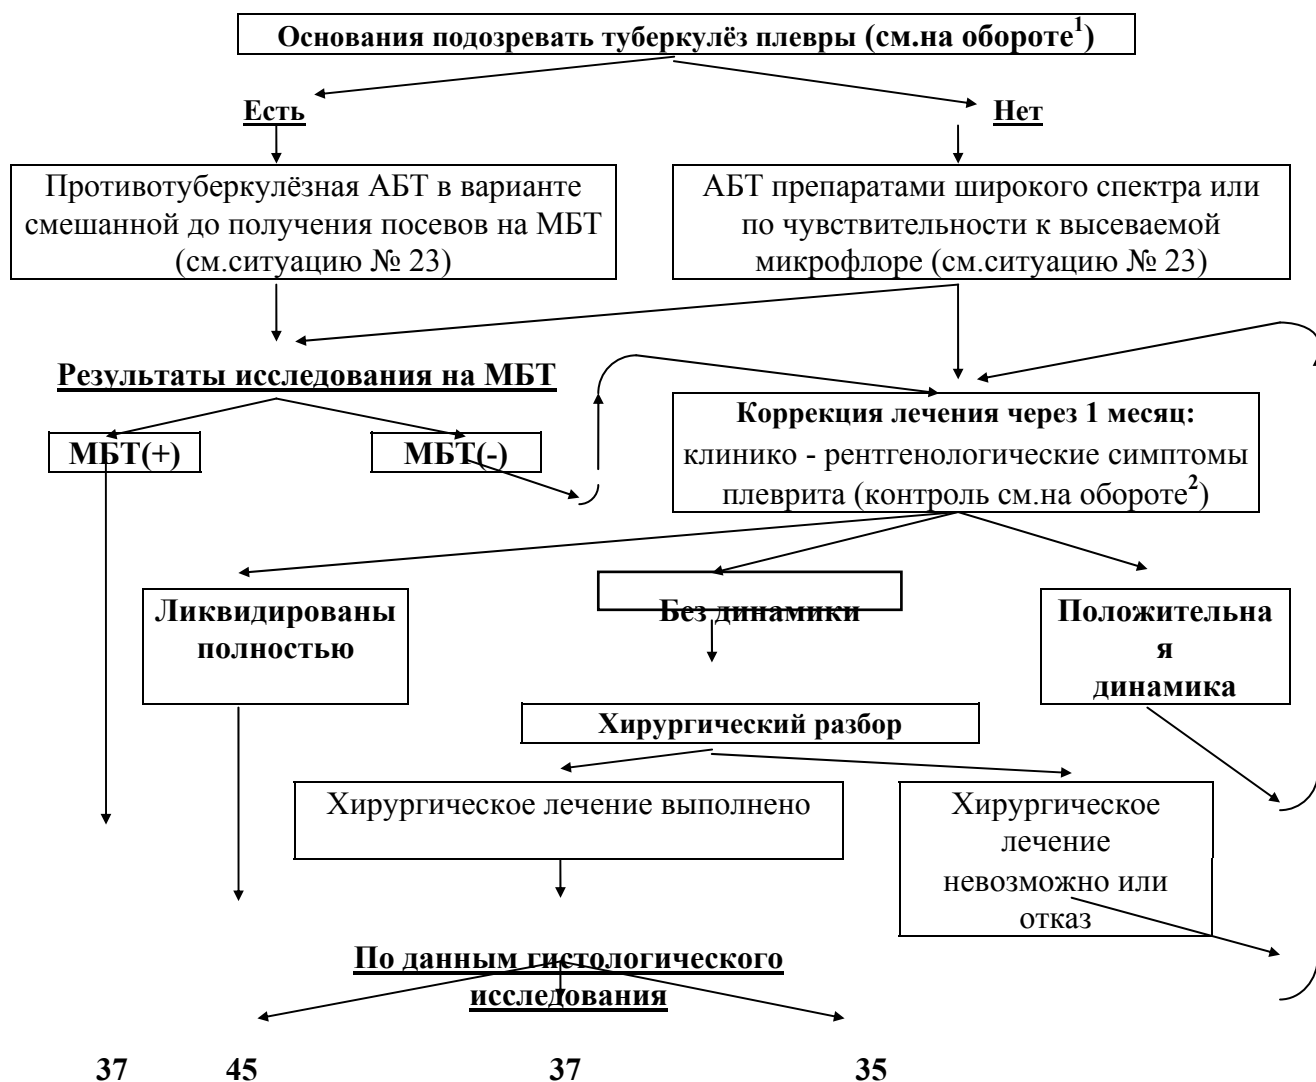 Основания подозревать туберкулёз плевры (см.на обороте¹)
Есть
Нет
Противотуберкулёзная АБТ в варианте
смешанной до получения посевов на МБТ
(см.ситуацию № 23)
АБТ препаратами широкого спектра или
по чувствительности к высеваемой
микрофлоре (см.ситуацию № 23)
Результаты исследования на МБТ
МБТ(+)
МБТ(-)
Коррекция лечения через 1 месяц:
клинико - рентгенологические симптомы
плеврита (контроль см.на обороте²)
Ликвидированы
полностью
Без динамики
Положительна
я
динамика
Хирургический разбор
Хирургическое лечение выполнено
Хирургическое
лечение
невозможно или
отказ
По данным гистологического
исследования
37 45 37 35